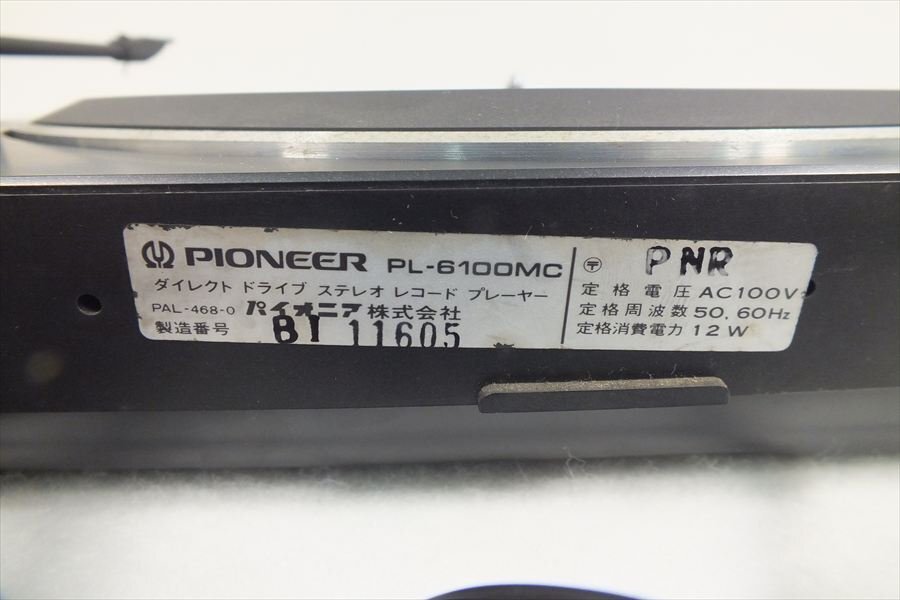 PIONEER PL-6100MC
ダイレクト ドライブ ステレオ レコード プレーヤー
PAL-468-0 パイオニア株式会社
製造番号 BI 11605
〒 PNR
定格電圧 AC100V
定格周波数 50,60Hz
定格消費電力 12W